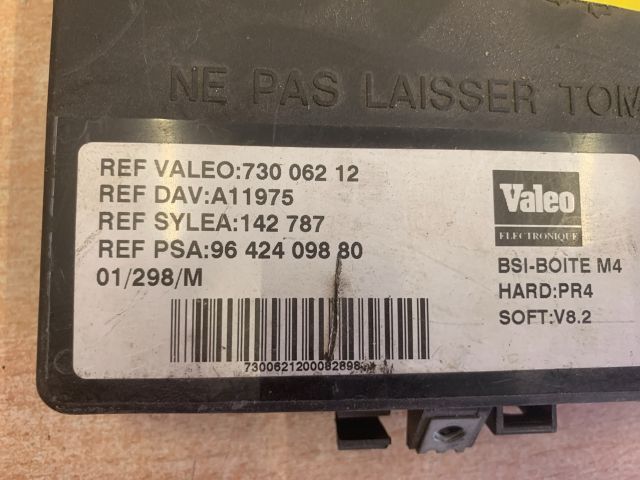 NE PAS LAISSER TOM
REF VALEO:730 062 12
REF DAV:A11975
REF SYLEA:142 787
REF PSA:96 424 098 80
01/298/M
Valeo
ELECTRONIQUE
BSI-BOITE M4
HARD:PR4
SOFT:V8.2
7300621200082898